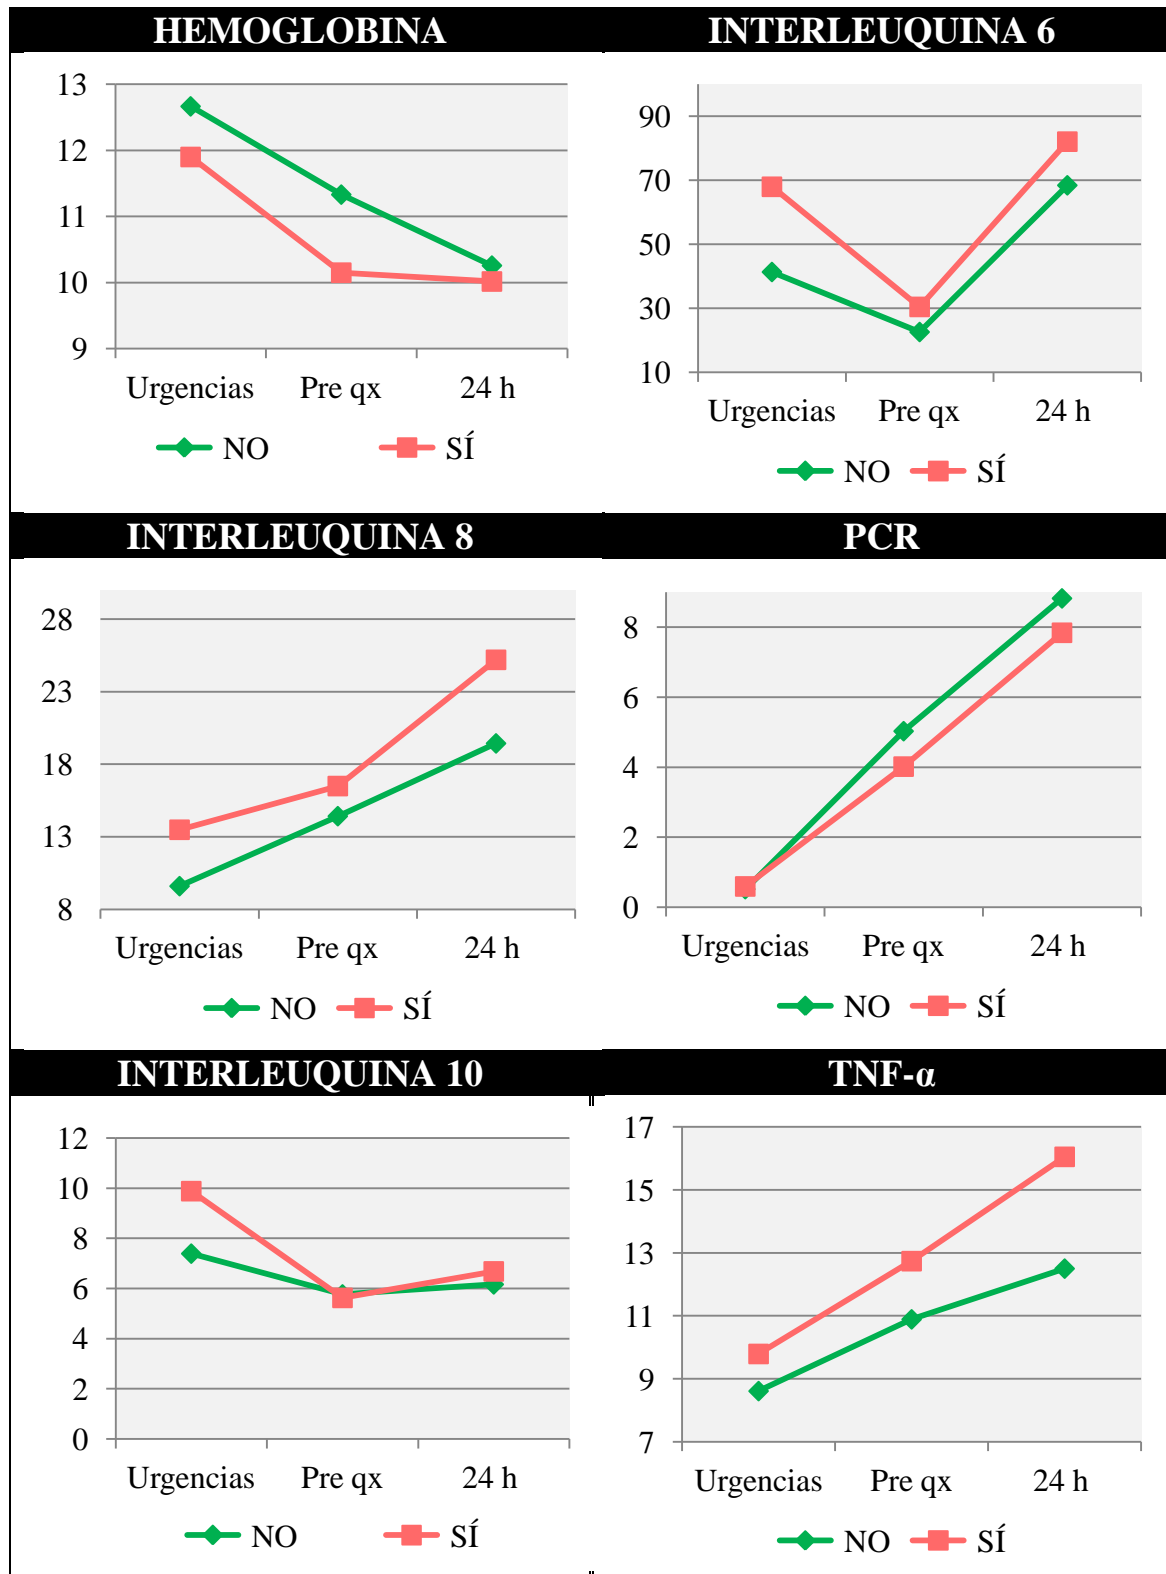 HEMOGLOBINA
13
12
11
10
9
Urgencias Pre qx 24 h
NO SÍ
INTERLEUQUINA 6
90
70
50
30
10
Urgencias Pre qx 24 h
NO SÍ
INTERLEUQUINA 8
28
23
18
13
8
Urgencias Pre qx 24 h
NO SÍ
PCR
8
6
4
2
0
Urgencias Pre qx 24 h
NO SÍ
INTERLEUQUINA 10
12
10
8
6
4
2
0
Urgencias Pre qx 24 h
NO SÍ
TNF-α
17
15
13
11
9
7
Urgencias Pre qx 24 h
NO SÍ